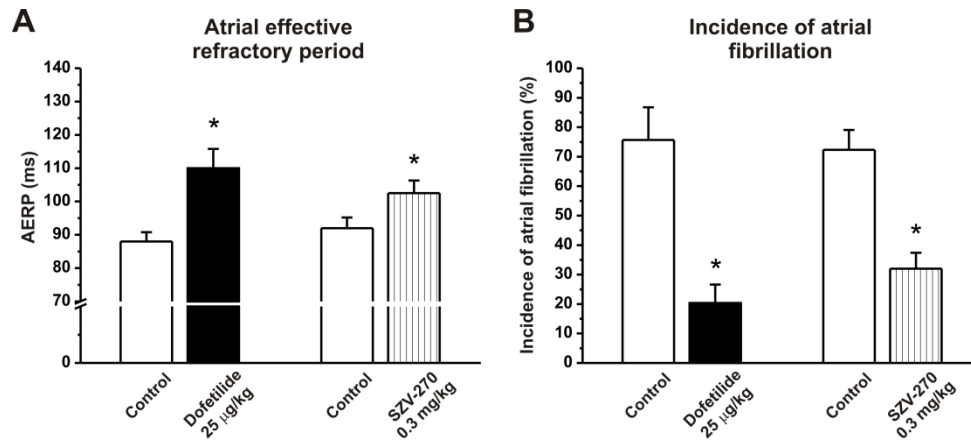 A
Atrial effective
refractory period
AERP (ms)
140
130
120
110
100
90
80
70
0
*
*
Control
Dofetilide
25 μg/kg
Control
SZV-270
0.3 mg/kg
B
Incidence of atrial
fibrillation
Incidence of atrial fibrillation (%)
100
90
80
70
60
50
40
30
20
10
0
*
*
Control
Dofetilide
25 μg/kg
Control
SZV-270
0.3 mg/kg